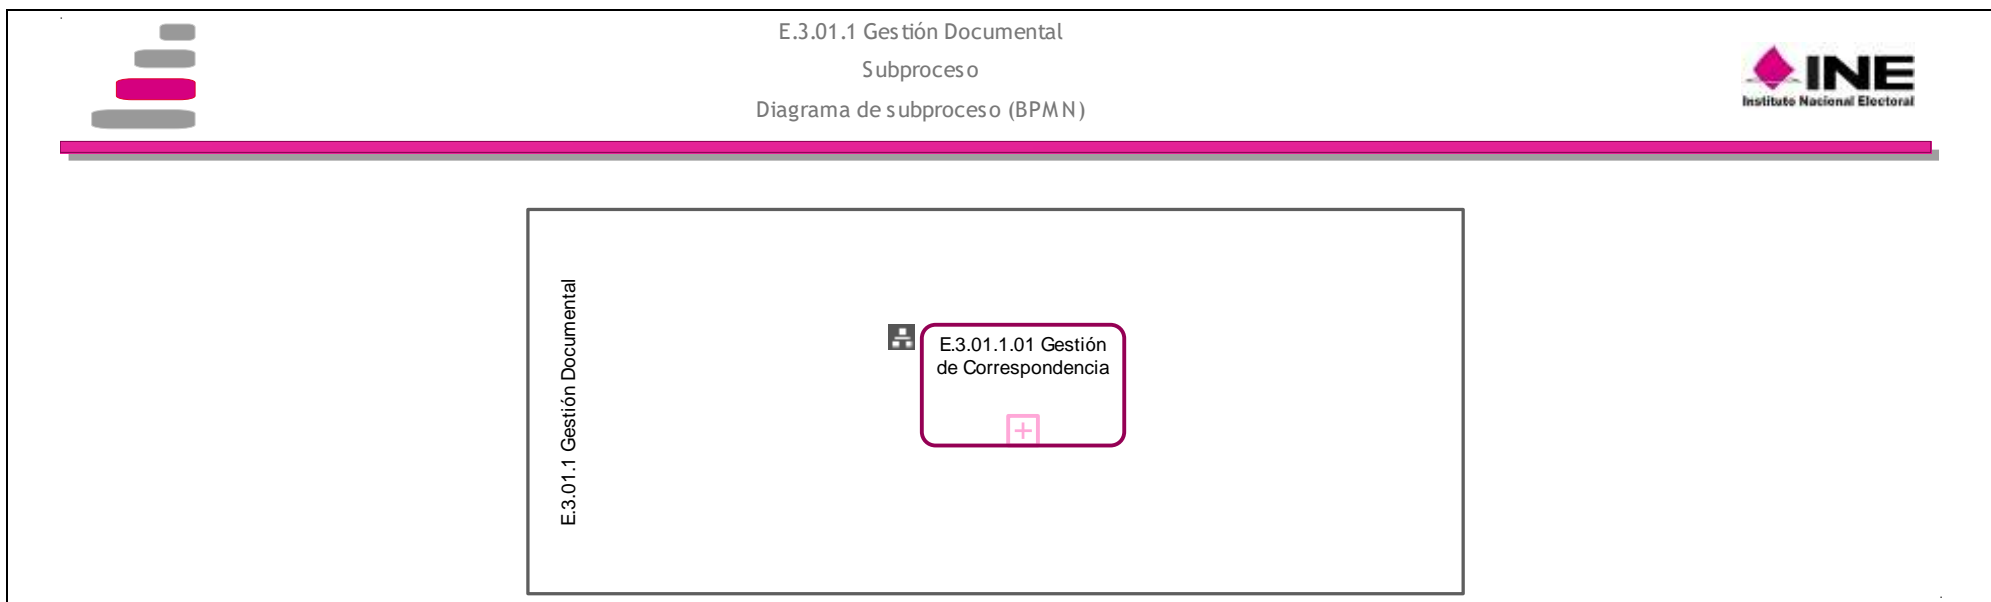 E.3.01.1 Gestión Documental
Subproceso
Diagrama de subproceso (BPMN)
INE
Instituto Nacional Electoral
E.3.01.1 Gestión Documental
E.3.01.1.01 Gestión
de Correspondencia